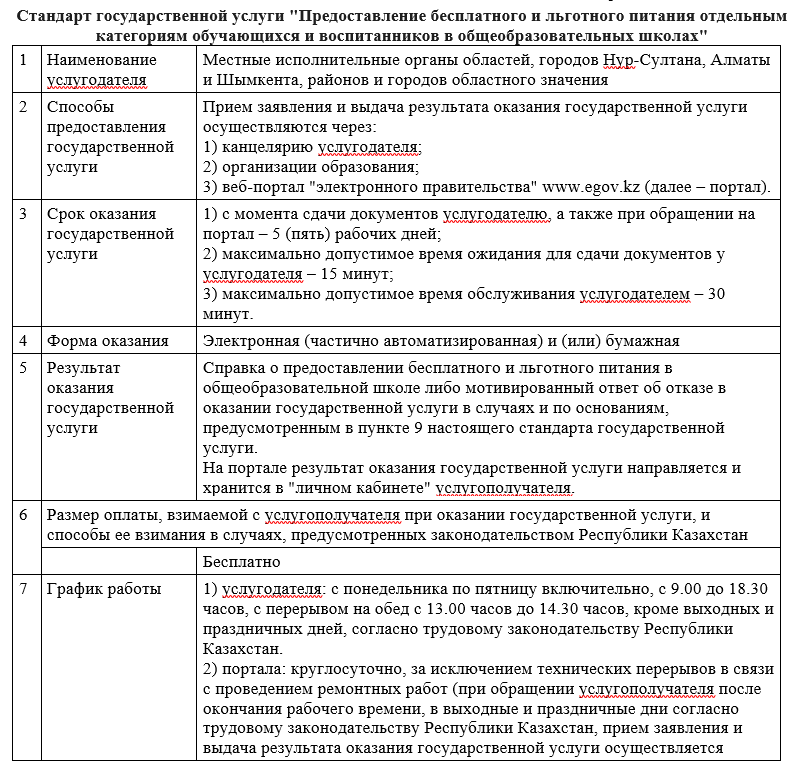 Стандарт государственной услуги "Предоставление бесплатного и льготного питания отдельным
категориям обучающихся и воспитанников в общеобразовательных школах"
1
Наименование
услугодателя
Местные исполнительные органы областей, городов Нур-Султана, Алматы
и Шымкента, районов и городов областного значения
2
Способы
предоставления
государственной
услуги
Прием заявления и выдача результата оказания государственной услуги
осуществляются через:
1) канцелярию услугодателя;
2) организации образования;
3) веб-портал "электронного правительства" www.egov.kz (далее – портал).
3
Срок оказания
государственной
услуги
1) с момента сдачи документов услугодателю, а также при обращении на
портал – 5 (пять) рабочих дней;
2) максимально допустимое время ожидания для сдачи документов у
услугодателя – 15 минут;
3) максимально допустимое время обслуживания услугодателем – 30
минут.
4
Форма оказания
Электронная (частично автоматизированная) и (или) бумажная
5
Результат
оказания
государственной
услуги
Справка о предоставлении бесплатного и льготного питания в
общеобразовательной школе либо мотивированный ответ об отказе в
оказании государственной услуги в случаях и по основаниям,
предусмотренным в пункте 9 настоящего стандарта государственной
услуги.
На портале результат оказания государственной услуги направляется и
хранится в "личном кабинете" услугополучателя.
6
Размер оплаты, взимаемой с услугополучателя при оказании государственной услуги, и
способы ее взимания в случаях, предусмотренных законодательством Республики Казахстан
Бесплатно
7
График работы
1) услугодателя: с понедельника по пятницу включительно, с 9.00 до 18.30
часов, с перерывом на обед с 13.00 часов до 14.30 часов, кроме выходных и
праздничных дней, согласно трудовому законодательству Республики
Казахстан.
2) портала: круглосуточно, за исключением технических перерывов в связи
с проведением ремонтных работ (при обращении услугополучателя после
окончания рабочего времени, в выходные и праздничные дни согласно
трудовому законодательству Республики Казахстан, прием заявления и
выдача результата оказания государственной услуги осуществляется